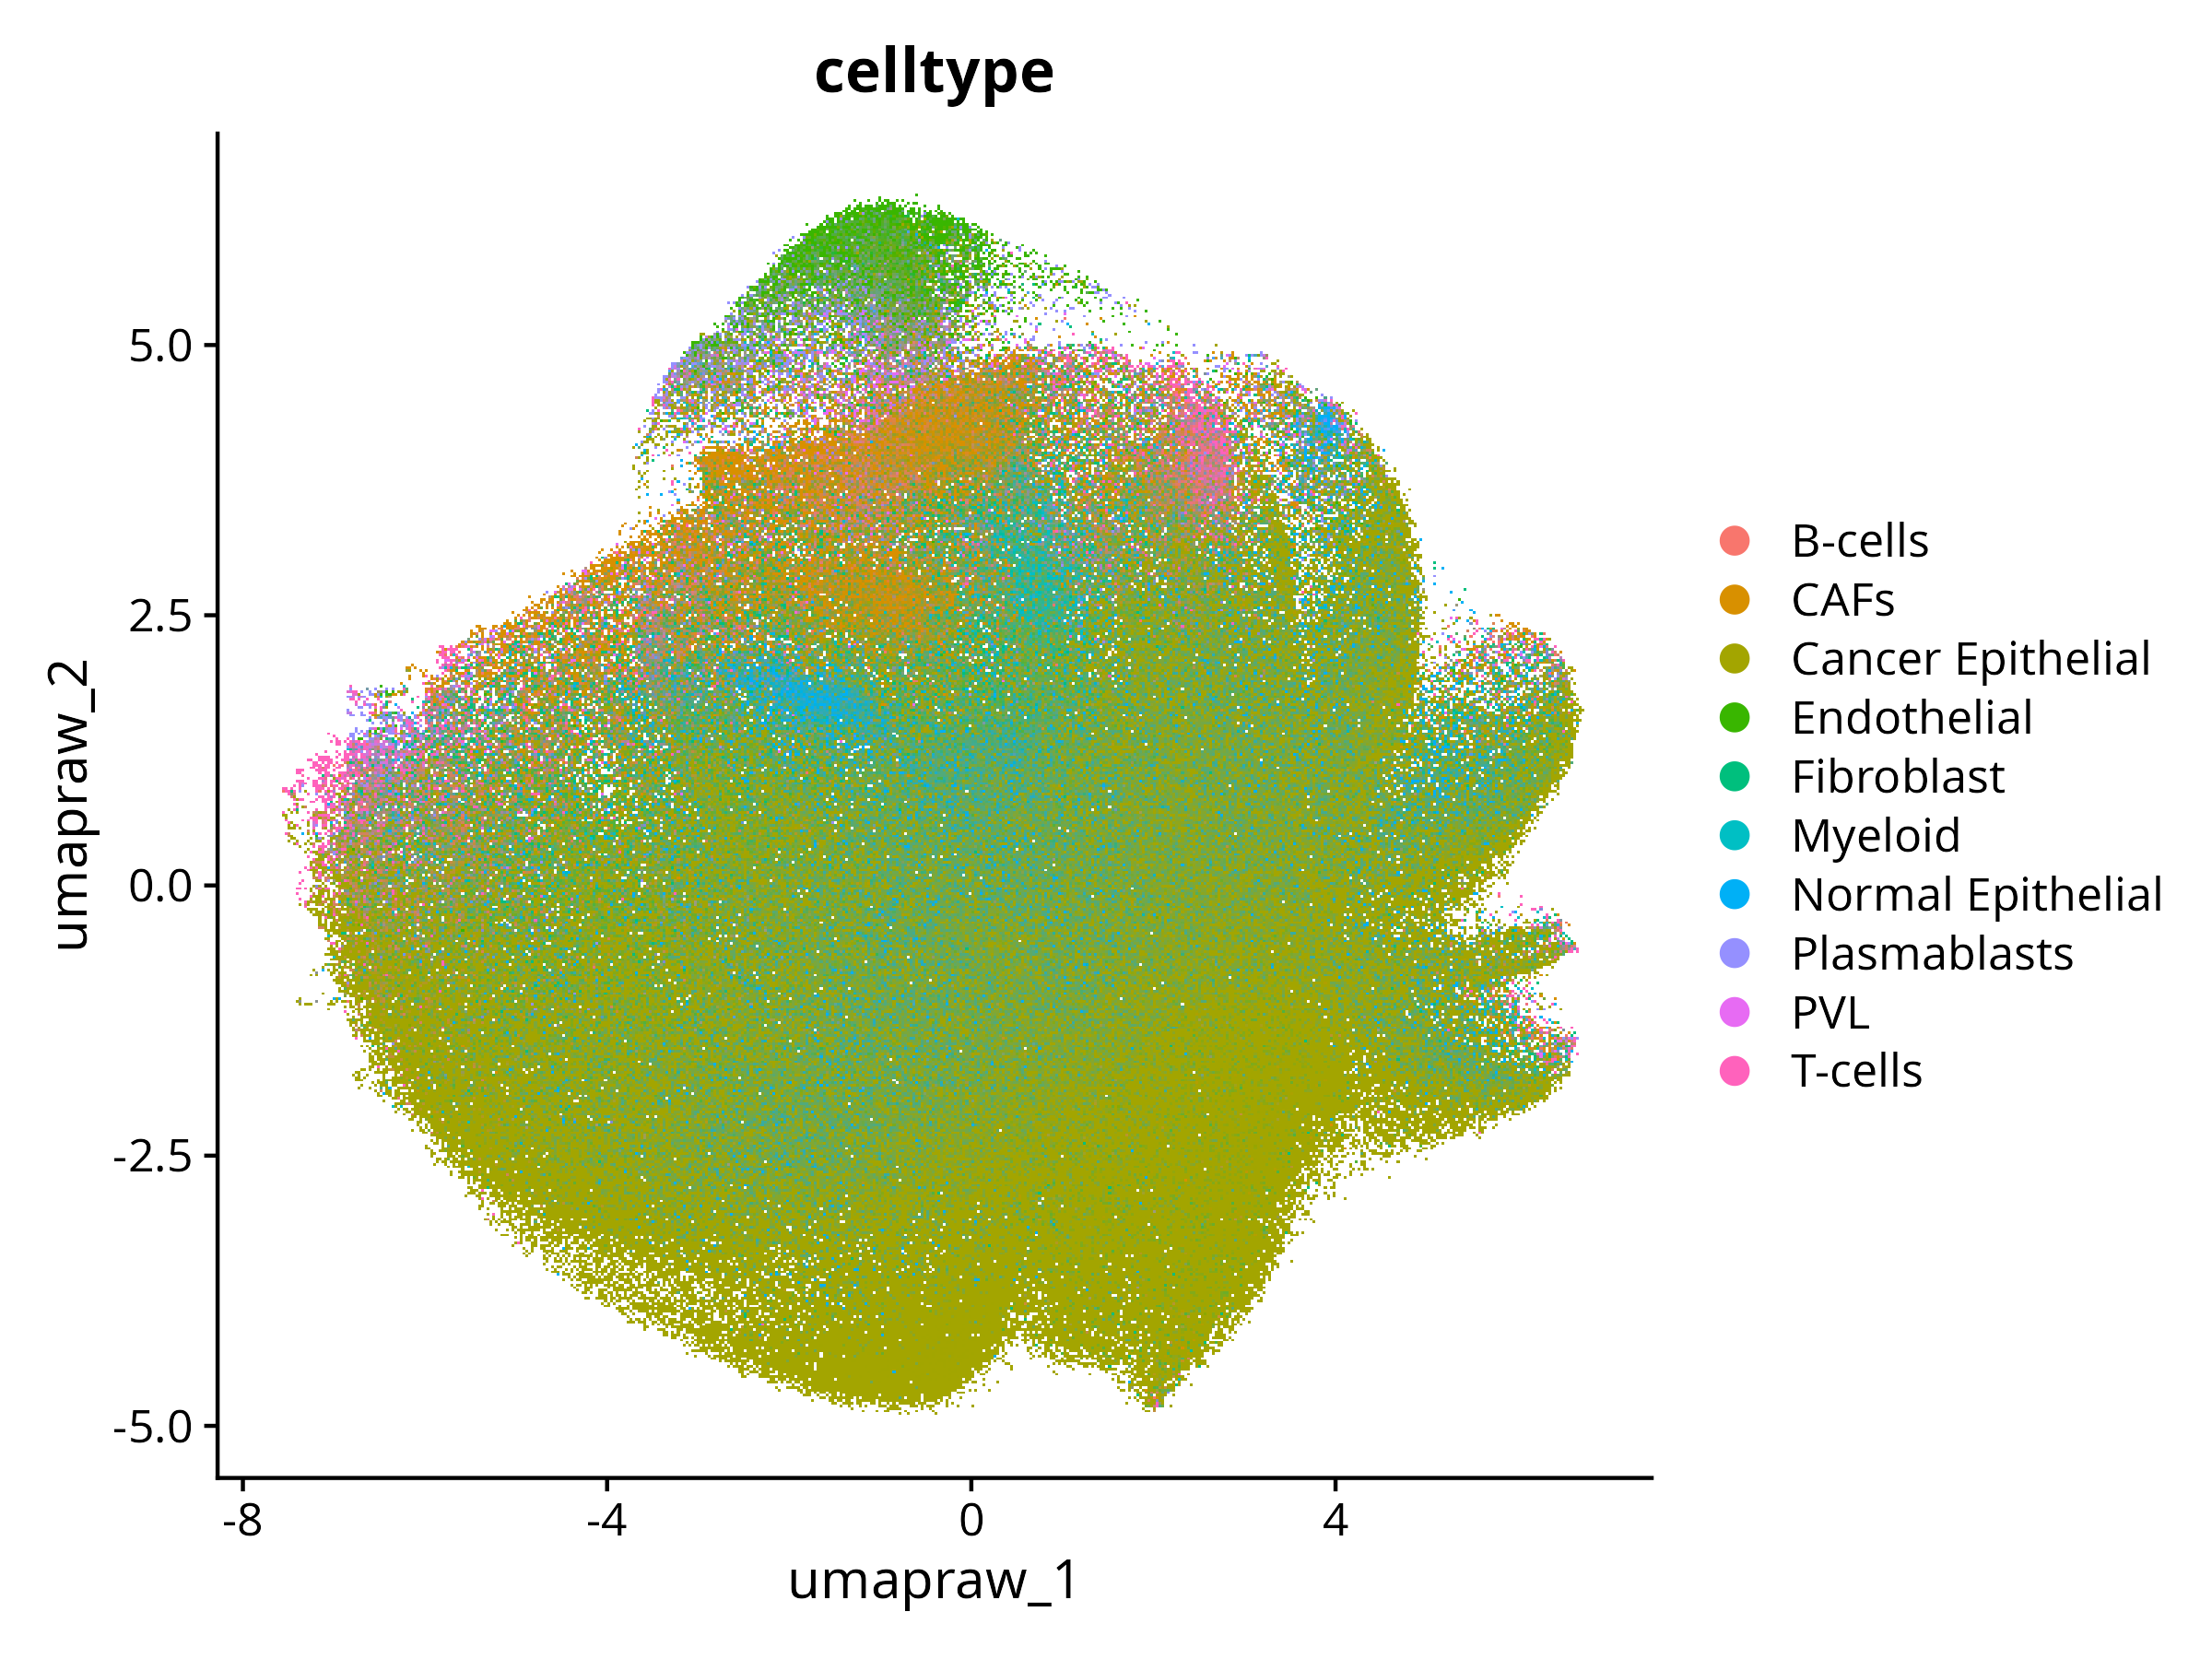 celltype
umapraw_2
5.0
2.5
0.0
-2.5
-5.0
-8
-4
0
4
umapraw_1
B-cells
CAFs
Cancer Epithelial
Endothelial
Fibroblast
Myeloid
Normal Epithelial
Plasmablasts
PVL
T-cells